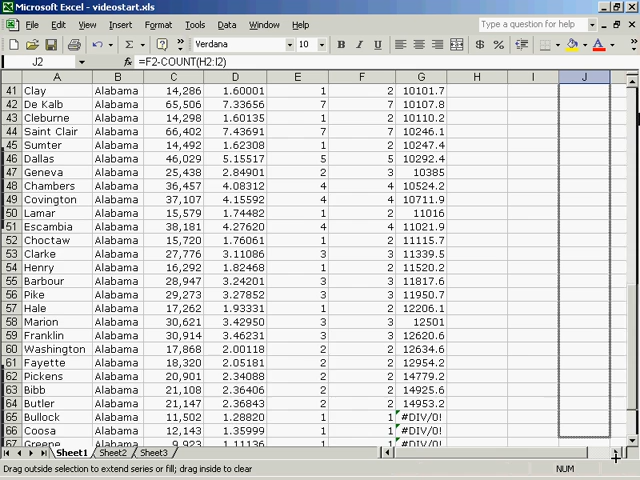 Microsoft Excel - videostart.xls
File Edit View Insert Format Tools Data Window Help Type a question for help
Verdana 10 B I U $ %
J2 fx =F2-COUNT(H2:I2)
A B C D E F G H I J
41 Clay Alabama 14,286 1.60001 1 2 10101.7
42 De Kalb Alabama 65,506 7.33656 7 7 10107.8
43 Cleburne Alabama 14,298 1.60135 1 2 10110.2
44 Saint Clair Alabama 66,402 7.43691 7 7 10246.1
45 Sumter Alabama 14,492 1.62308 1 2 10247.4
46 Dallas Alabama 46,029 5.15517 5 5 10292.4
47 Geneva Alabama 25,438 2.84901 2 3 10385
48 Chambers Alabama 36,457 4.08312 4 4 10524.2
49 Covington Alabama 37,107 4.15592 4 4 10711.9
50 Lamar Alabama 15,579 1.74482 1 2 11016
51 Escambia Alabama 38,181 4.27620 4 4 11021.9
52 Choctaw Alabama 15,720 1.76061 1 2 11115.7
53 Clarke Alabama 27,776 3.11086 3 3 11339.5
54 Henry Alabama 16,292 1.82468 1 2 11520.2
55 Barbour Alabama 28,947 3.24201 3 3 11817.6
56 Pike Alabama 29,273 3.27852 3 3 11950.7
57 Hale Alabama 17,262 1.93331 1 2 12206.1
58 Marion Alabama 30,621 3.42950 3 3 12501
59 Franklin Alabama 30,914 3.46231 3 3 12620.6
60 Washington Alabama 17,868 2.00118 2 2 12634.6
61 Fayette Alabama 18,320 2.05181 2 2 12954.2
62 Pickens Alabama 20,901 2.34088 2 2 14779.2
63 Bibb Alabama 21,108 2.36406 2 2 14925.6
64 Butler Alabama 21,147 2.36843 2 2 14953.2
65 Bullock Alabama 11,502 1.28820 1 1 #DIV/0!
66 Coosa Alabama 12,143 1.35999 1 1 #DIV/0!
67 Greene Alabama 9,923 1.11136 1 1 #DIV/0!
Sheet1 Sheet2 Sheet3
Drag outside selection to extend series or fill; drag inside to clear NUM